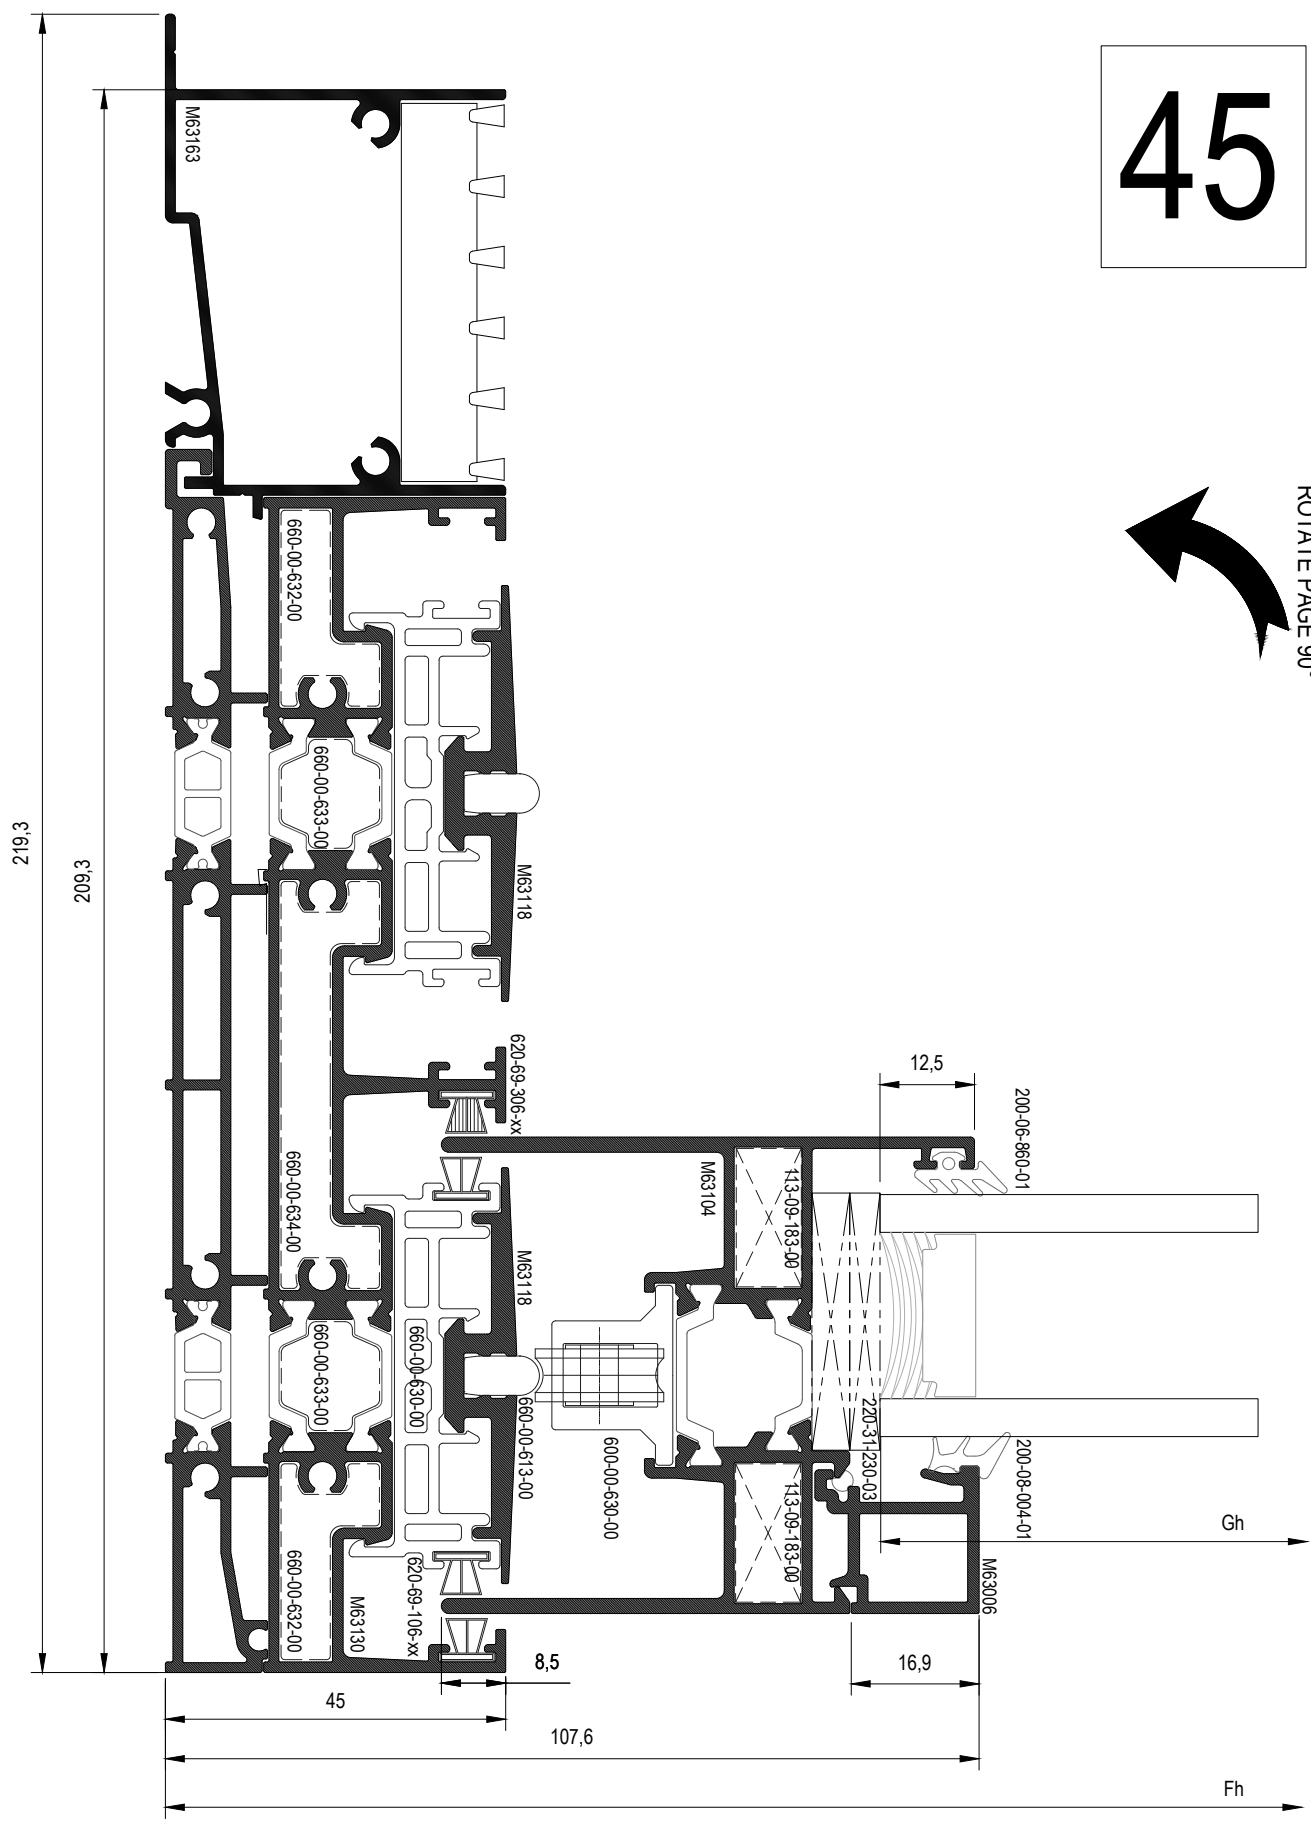 45
ROTATE PAGE 90°
M63163
660-00-632-00
660-00-633-00
M63118
219,3
209,3
620-69-306-xx
12,5
200-06-860-01
M63104
113-09-183-00
660-00-634-00
M63118
660-00-633-00
660-00-630-00
660-00-613-00
600-00-630-00
220-31-230-03
200-08-004-01
113-09-183-00
Gh
M63006
660-00-632-00
M63130
620-69-106-xx
8,5
16,9
45
107,6
Fh